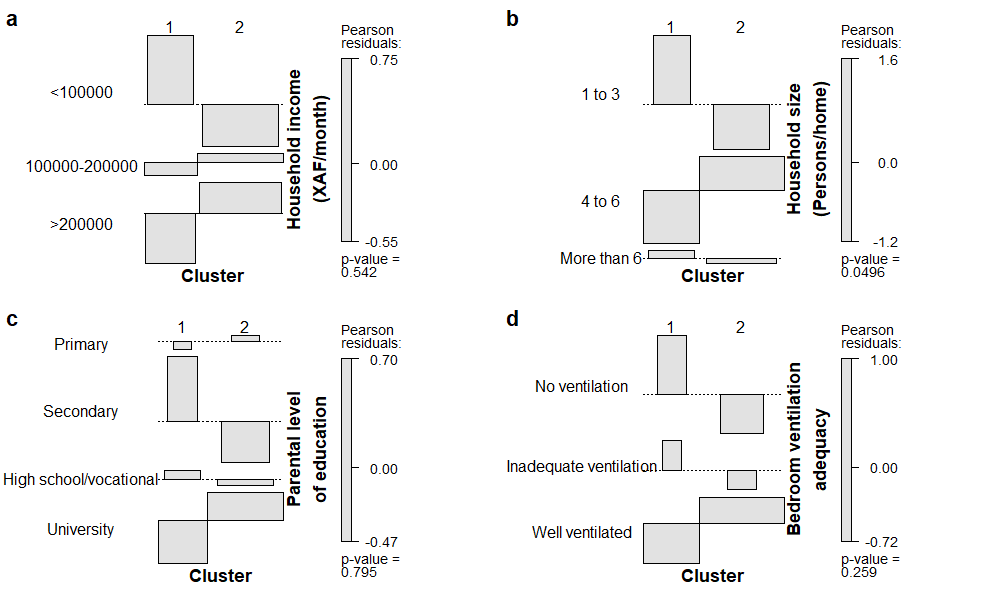 a
1 2
Pearson
residuals:
0.75
<100000
100000-200000
0.00
>200000
-0.55
Household income
(XAF/month)
p-value =
0.542
Cluster
b
1 2
Pearson
residuals:
1.6
1 to 3
0.0
4 to 6
-1.2
More than 6
Household size
(Persons/home)
p-value =
0.0496
Cluster
c
1 2
Pearson
residuals:
Primary
0.70
Secondary
0.00
High school/vocational
University
-0.47
Parental level
of education
p-value =
0.795
Cluster
d
1 2
Pearson
residuals:
1.00
No ventilation
Inadequate ventilation
0.00
Well ventilated
-0.72
Bedroom ventilation
adequacy
p-value =
0.259
Cluster